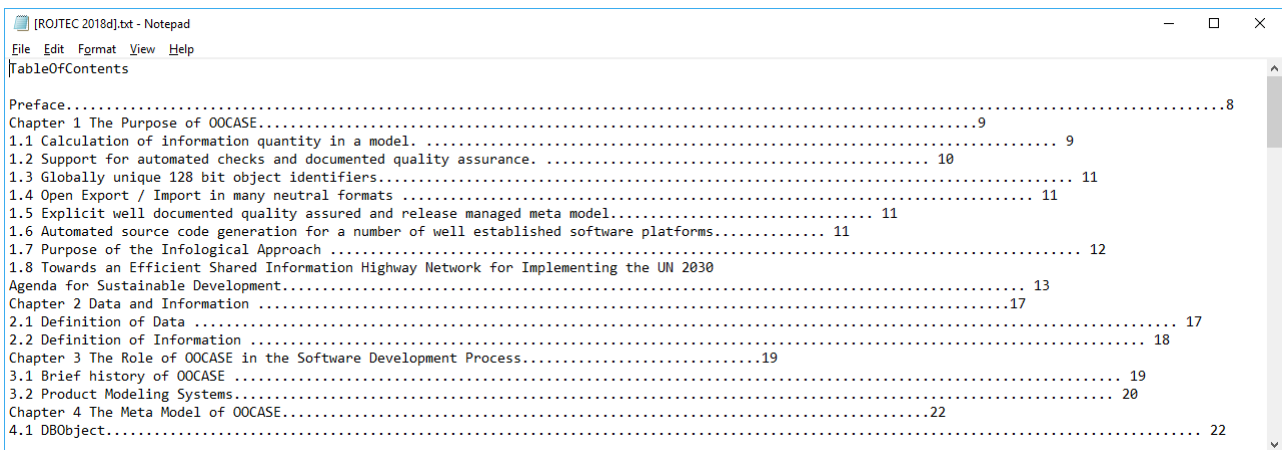 [ROJTEC 2018d].txt - Notepad
File Edit Format View Help
TableOfContents
Preface.................................................................................................................................................8
Chapter 1 The Purpose of OOCASE..........................................................................................9
1.1 Calculation of information quantity in a model. ............................................................................... 9
1.2 Support for automated checks and documented quality assurance. ................................................ 10
1.3 Globally unique 128 bit object identifiers....................................................................................... 11
1.4 Open Export / Import in many neutral formats ............................................................................... 11
1.5 Explicit well documented quality assured and release managed meta model................................. 11
1.6 Automated source code generation for a number of well established software platforms.............. 11
1.7 Purpose of the Infological Approach .............................................................................................. 12
1.8 Towards an Efficient Shared Information Highway Network for Implementing the UN 2030
Agenda for Sustainable Development............................................................................................. 13
Chapter 2 Data and Information ..............................................................................................17
2.1 Definition of Data ........................................................................................................................... 17
2.2 Definition of Information ................................................................................................................ 18
Chapter 3 The Role of OOCASE in the Software Development Process..............................19
3.1 Brief history of OOCASE ............................................................................................................... 19
3.2 Product Modeling Systems.............................................................................................................. 20
Chapter 4 The Meta Model of OOCASE.................................................................................22
4.1 DBObject......................................................................................................................................... 22